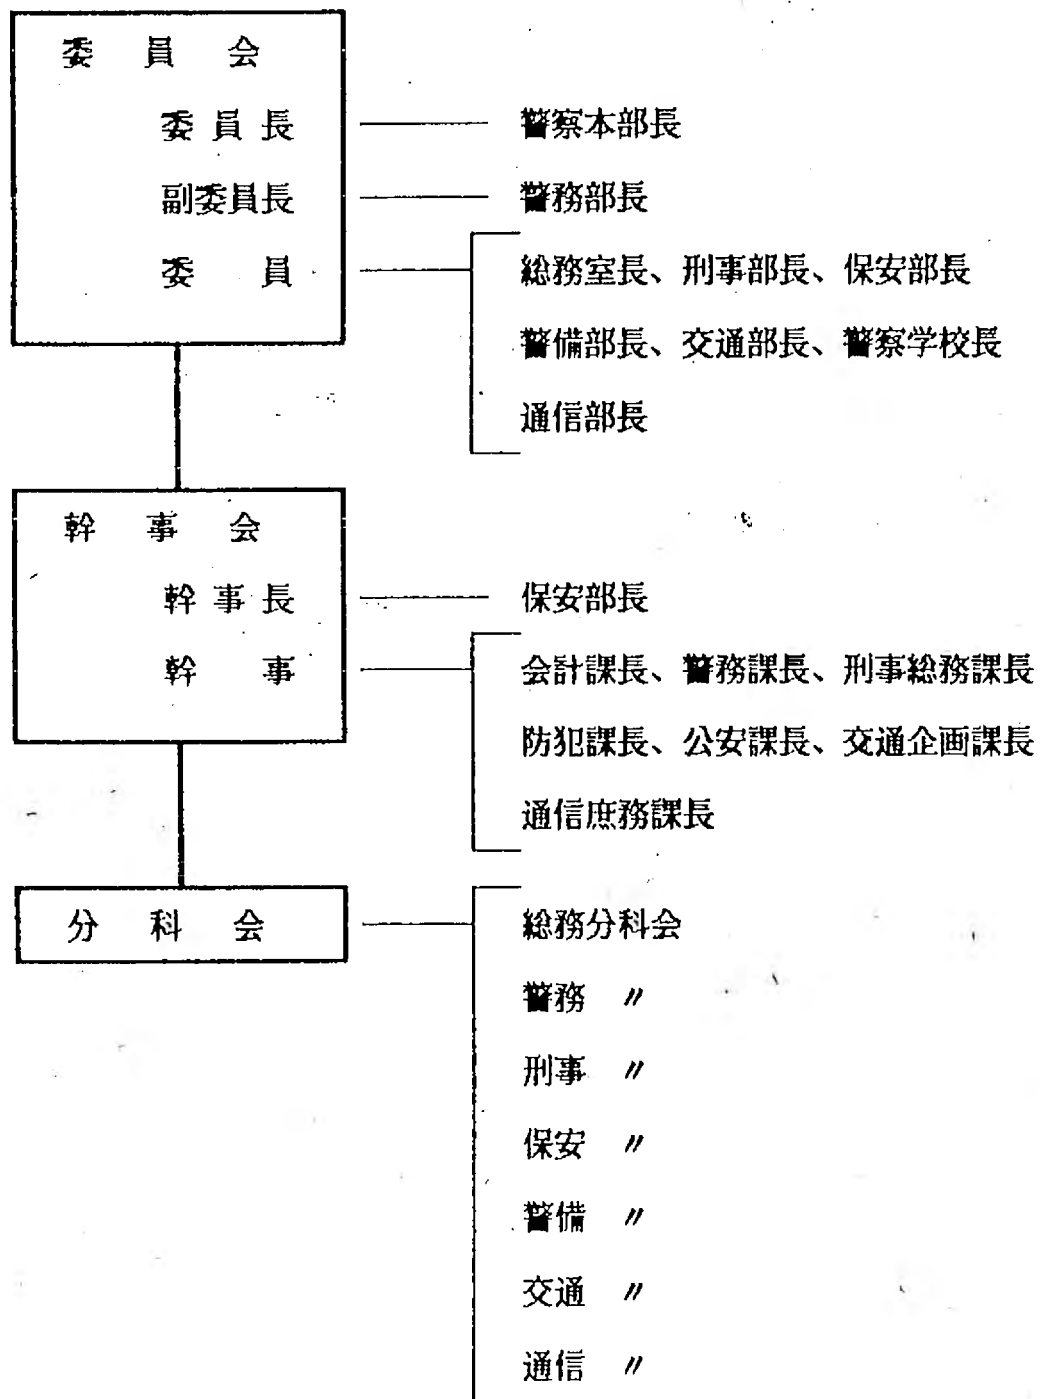 委員会
委員長 警察本部長
副委員長 警務部長
委員 総務室長、刑事部長、保安部長
警備部長、交通部長、警察学校長
通信部長
幹事会
幹事長 保安部長
幹事 会計課長、警務課長、刑事総務課長
防犯課長、公安課長、交通企画課長
通信庶務課長
分科会 総務分科会
警務 〃
刑事 〃
保安 〃
警備 〃
交通 〃
通信 〃